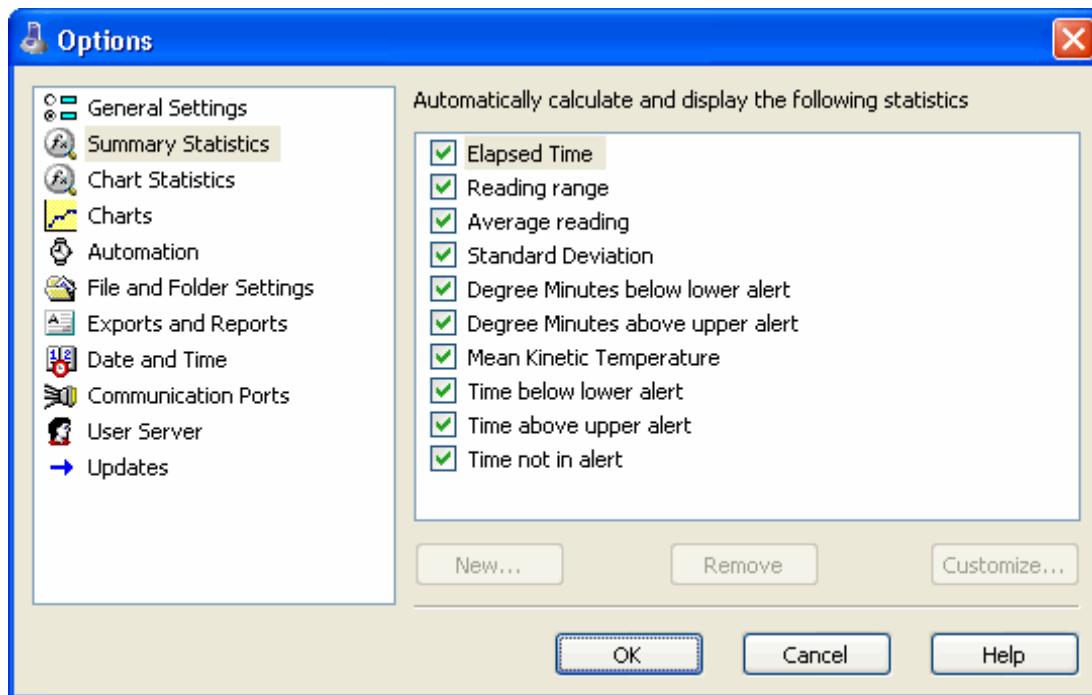 Options
General Settings
Summary Statistics
Chart Statistics
Charts
Automation
File and Folder Settings
Exports and Reports
Date and Time
Communication Ports
User Server
Updates
Automatically calculate and display the following statistics
Elapsed Time
Reading range
Average reading
Standard Deviation
Degree Minutes below lower alert
Degree Minutes above upper alert
Mean Kinetic Temperature
Time below lower alert
Time above upper alert
Time not in alert
New...
Remove
Customize...
OK
Cancel
Help